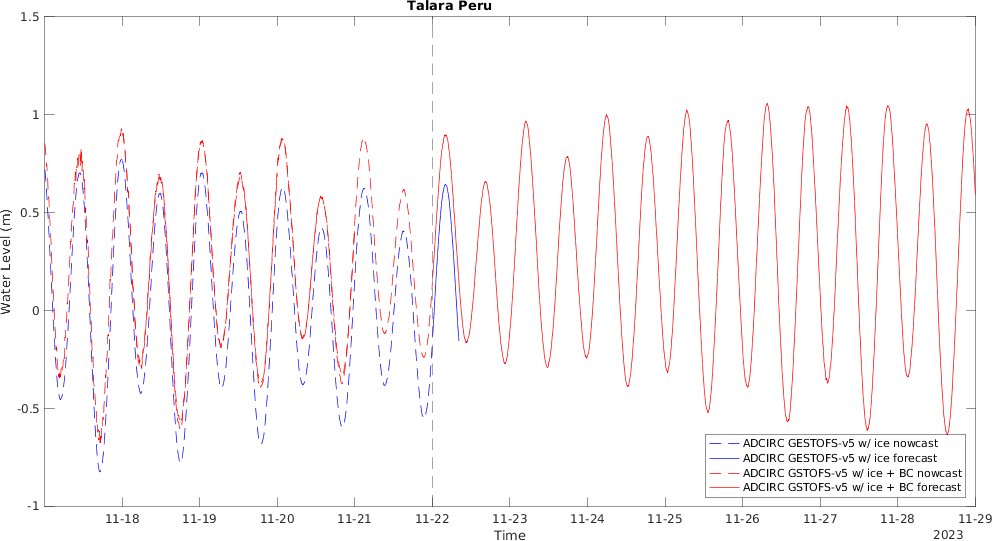 Talara Peru
1.5
1
0.5
0
-0.5
-1
Water Level (m)
ADCIRC GESTOFS-v5 w/ ice nowcast
ADCIRC GESTOFS-v5 w/ ice forecast
ADCIRC GSTOFS-v5 w/ ice + BC nowcast
ADCIRC GSTOFS-v5 w/ ice + BC forecast
11-18 11-19 11-20 11-21 11-22 11-23 11-24 11-25 11-26 11-27 11-28 11-29
Time
2023